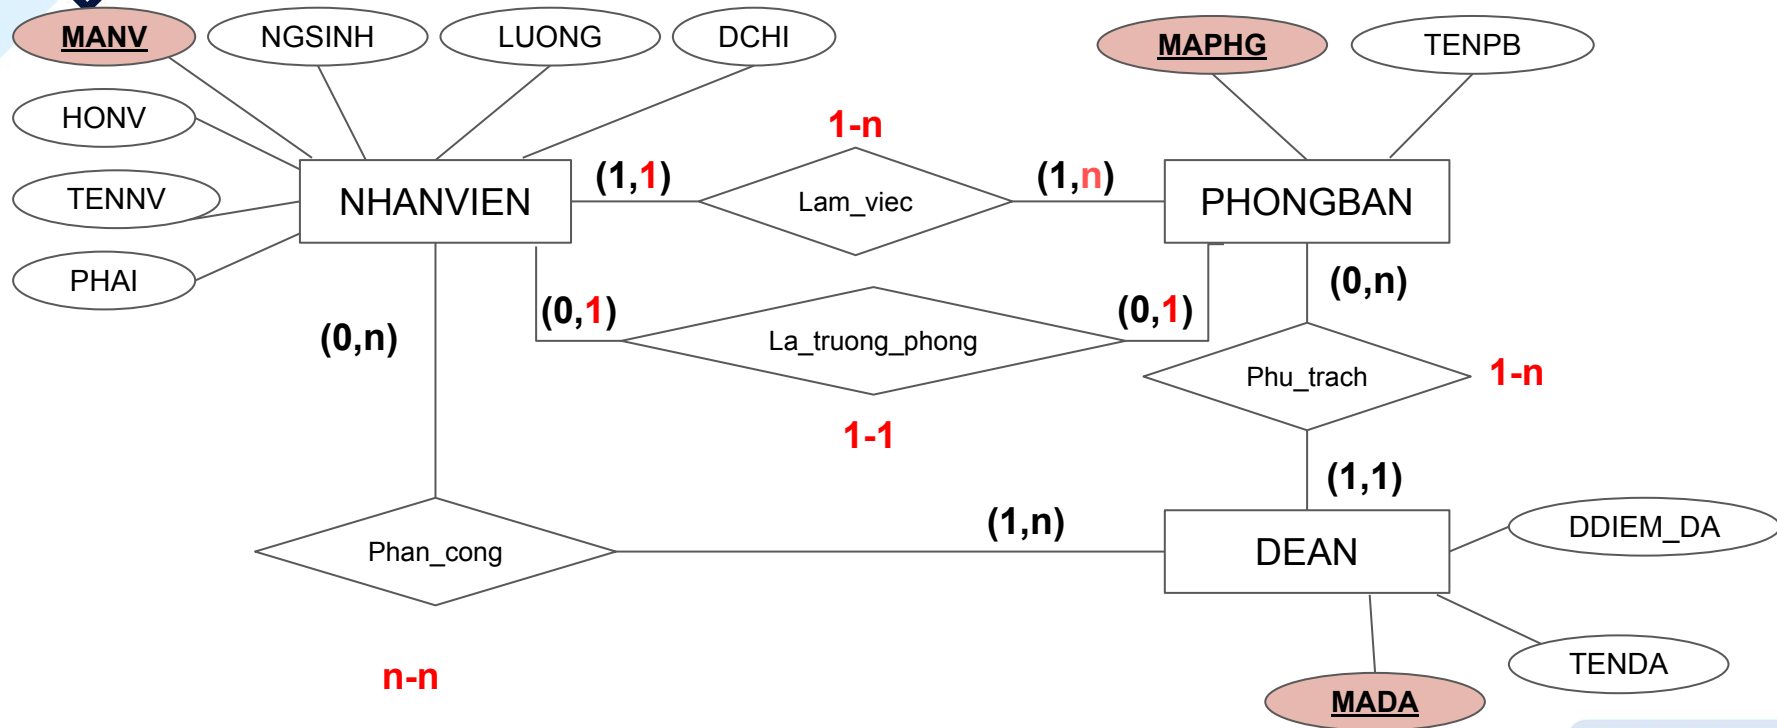 MANV
NGSINH
LUONG
DCHI
MAPHG
TENPB
HONV
1-n
TENNV
NHANVIEN
(1,1)
Lam_viec
(1,n)
PHONGBAN
PHAI
(0,n)
(0,1)
La_truong_phong
(0,1)
(0,n)
Phu_trach
1-n
1-1
(1,1)
(1,n)
Phan_cong
DEAN
DDIEM_DA
TENDA
n-n
MADA